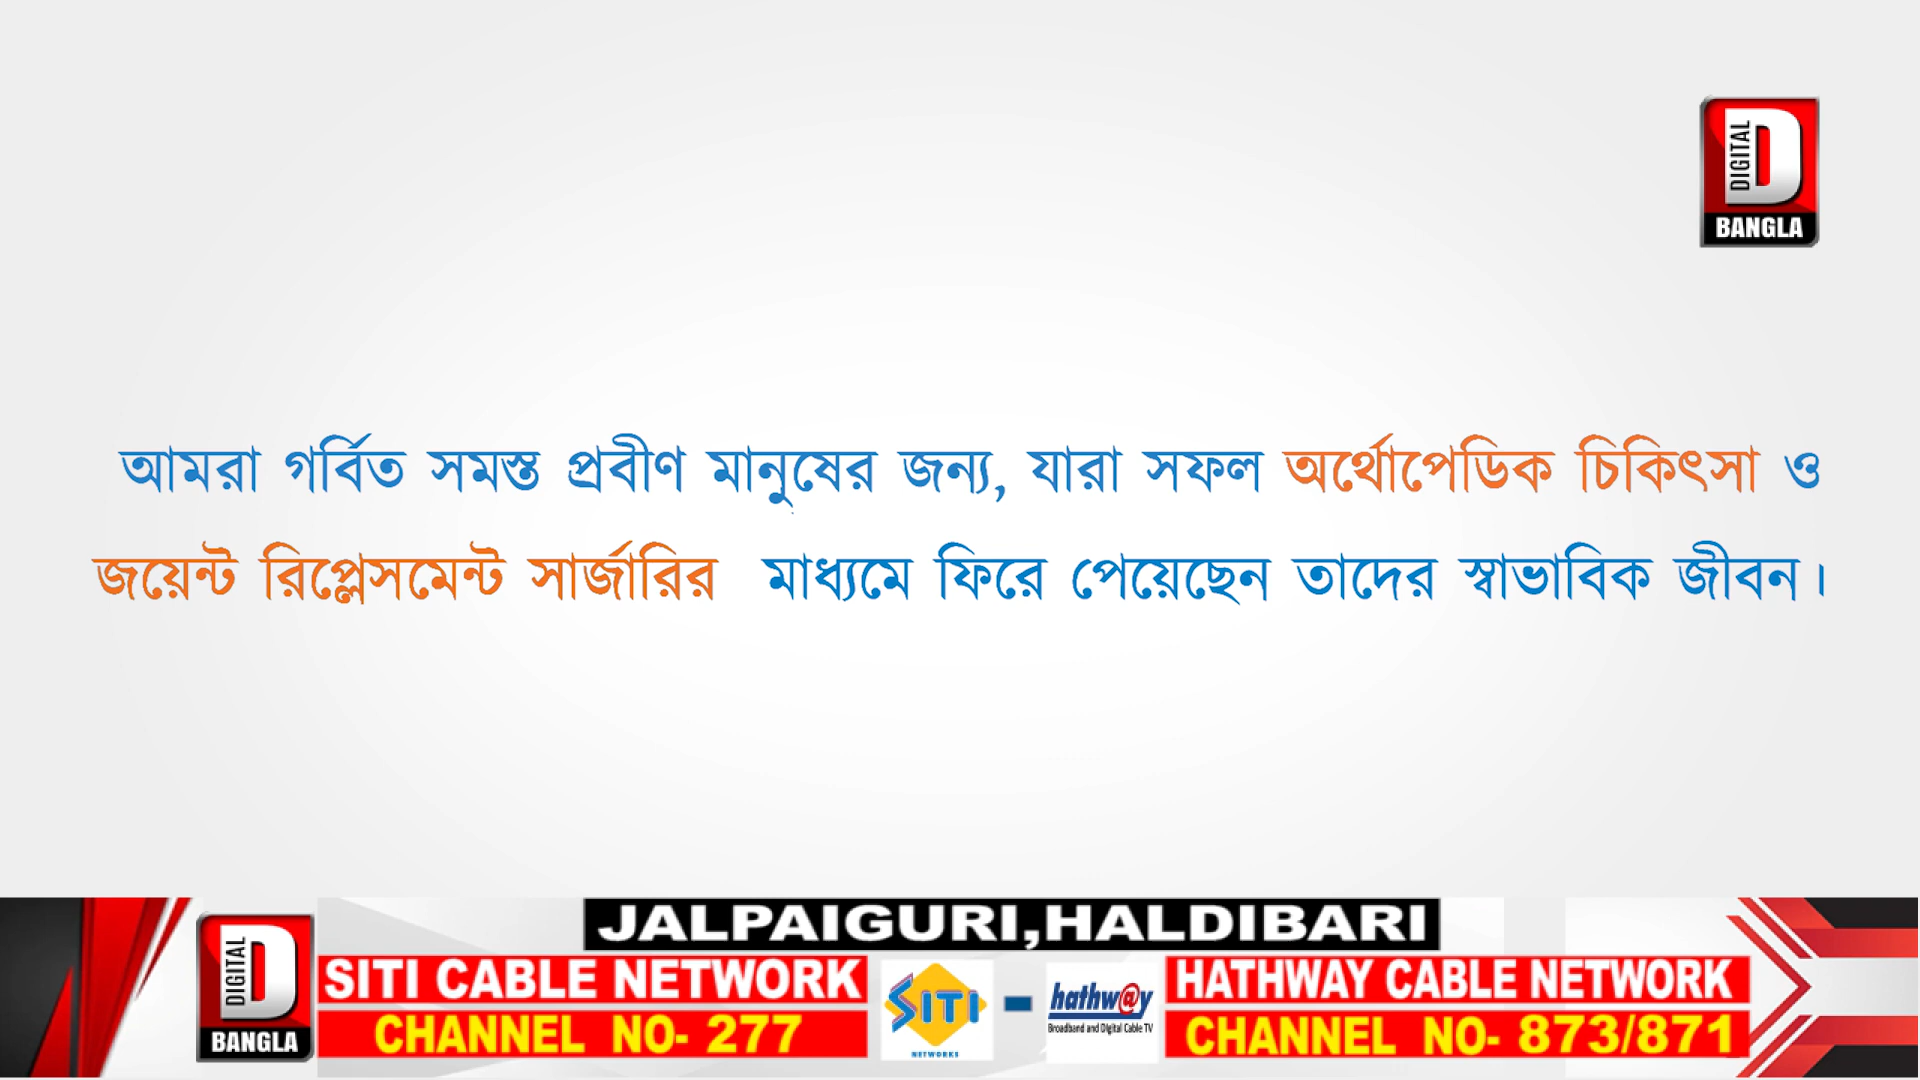 DIGITAL
BANGLA
আমরা গর্বিত সমস্ত প্রবীণ মানুষের জন্য, যারা সফল অর্থোপেডিক চিকিৎসা ও
জয়েন্ট রিপ্লেসমেন্ট সার্জারির মাধ্যমে ফিরে পেয়েছেন তাদের স্বাভাবিক জীবন।
JALPAIGURI,HALDIBARI
DIGITAL
BANGLA
SITI CABLE NETWORK
CHANNEL NO- 277
SITI
NETWORKS
hathw@y
Broadband and Digital Cable TV
HATHWAY CABLE NETWORK
CHANNEL NO- 873/871